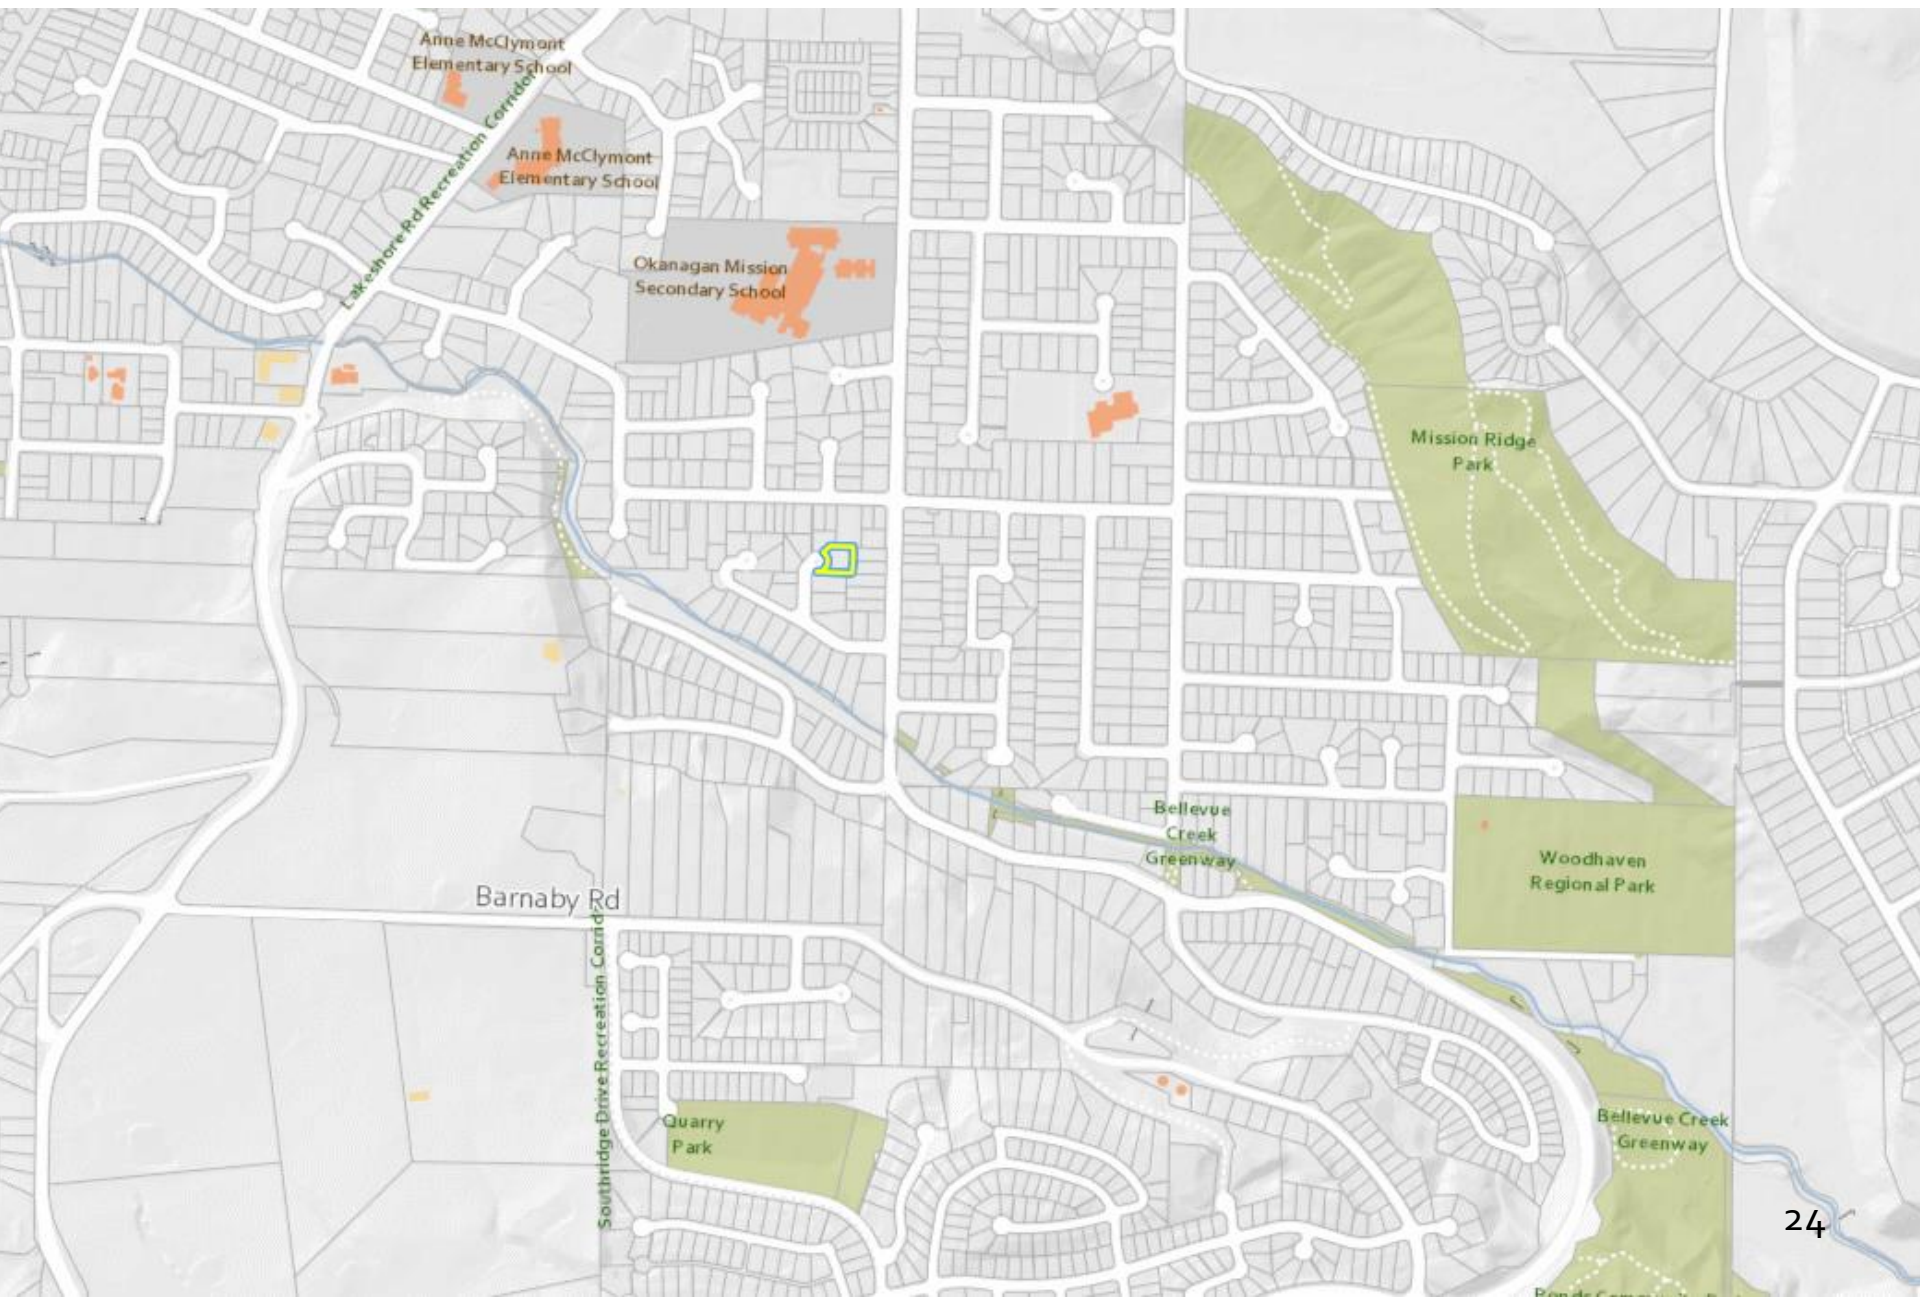 Anne McClymont
Elementary School
Lakeshore Rd Recreation Corridor
Anne McClymont
Elementary School
Okanagan Mission
Secondary School
Mission Ridge
Park
Bellevue
Creek
Greenway
Woodhaven
Regional Park
Barnaby Rd
Southridge Drive Recreation Corrid
Quarry
Park
Bellevue Creek
Greenway
24